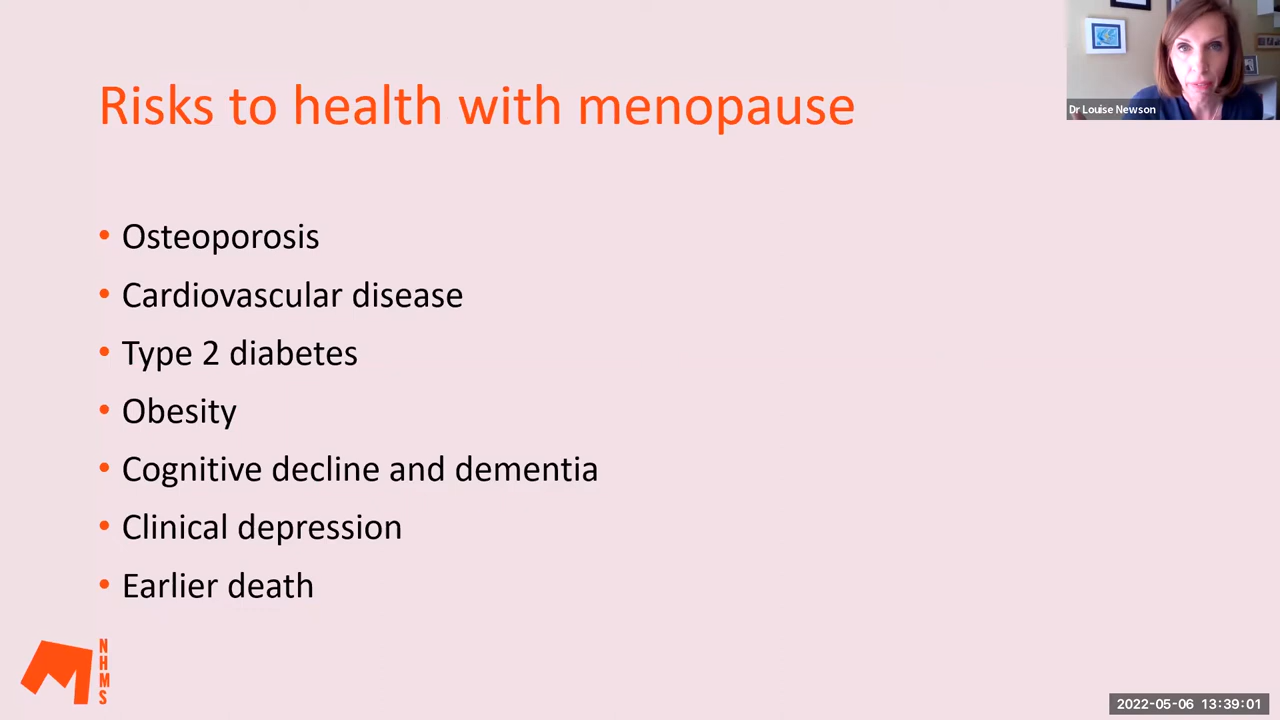 Risks to health with menopause
Dr Louise Newson
• Osteoporosis
• Cardiovascular disease
• Type 2 diabetes
• Obesity
• Cognitive decline and dementia
• Clinical depression
• Earlier death
NHMS
2022-05-06 13:39:01